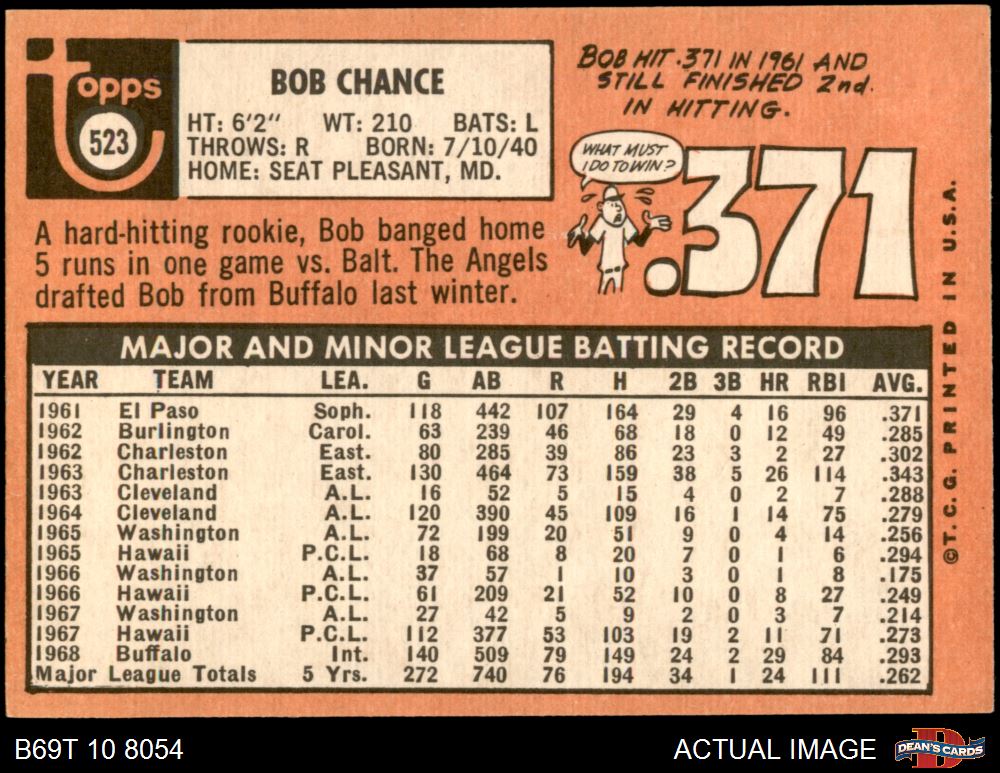 Topps
523
BOB CHANCE
HT: 6'2" WT: 210 BATS: L
THROWS: R BORN: 7/10/40
HOME: SEAT PLEASANT, MD.
A hard-hitting rookie, Bob banged home
5 runs in one game vs. Balt. The Angels
drafted Bob from Buffalo last winter.
BOB HIT .371 IN 1961 AND
STILL FINISHED 2nd.
IN HITTING.
WHAT MUST
I DO TO WIN?
.371
MAJOR AND MINOR LEAGUE BATTING RECORD
YEAR TEAM LEA. G AB R H 2B 3B HR RBI AVG.
1961 El Paso Soph. 118 442 107 164 29 4 16 96 .371
1962 Burlington Carol. 63 239 46 68 18 0 12 49 .285
1962 Charleston East. 80 285 39 86 23 3 2 27 .302
1963 Charleston East. 130 464 73 159 38 5 26 114 .343
1963 Cleveland A.L. 16 52 5 15 4 0 2 7 .288
1964 Cleveland A.L. 120 390 45 109 16 1 14 75 .279
1965 Washington A.L. 72 199 20 51 9 0 4 14 .256
1965 Hawaii P.C.L. 18 68 8 20 7 0 1 6 .294
1966 Washington A.L. 37 57 1 10 3 0 1 8 .175
1966 Hawaii P.C.L. 61 209 21 52 10 0 8 27 .249
1967 Washington A.L. 27 42 5 9 2 0 3 7 .214
1967 Hawaii P.C.L. 112 377 53 103 19 2 11 71 .273
1968 Buffalo Int. 140 509 79 149 24 2 29 84 .293
Major League Totals 5 Yrs. 272 740 76 194 34 1 24 111 .262
©T.C.G. PRINTED IN U.S.A.
B69T 10 8054
ACTUAL IMAGE
D
DEAN'S CARDS